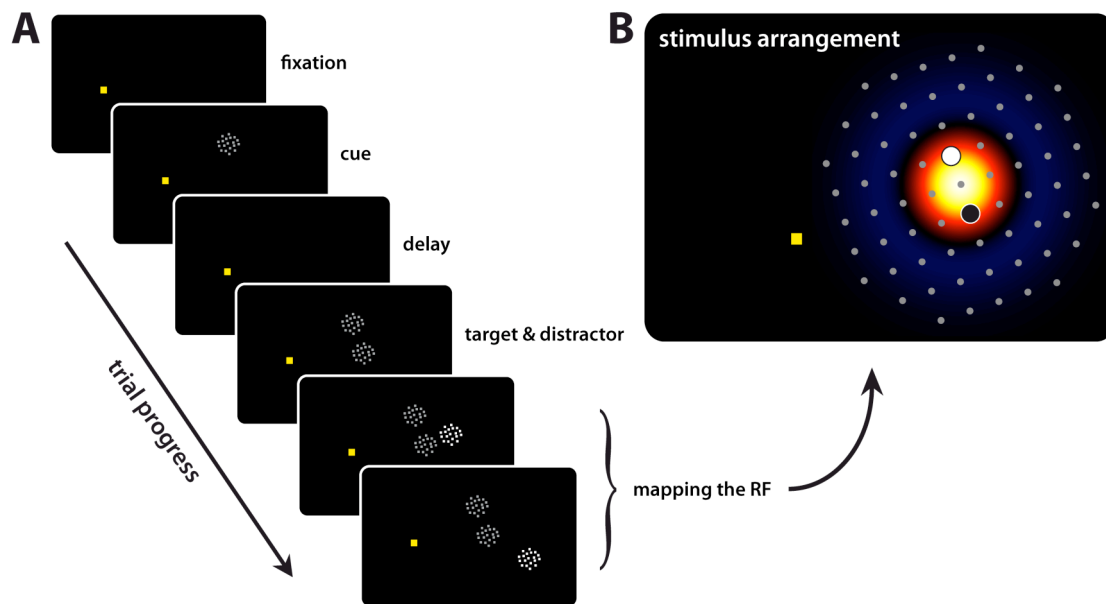 A
fixation
cue
delay
target & distractor
trial progress
mapping the RF
B
stimulus arrangement